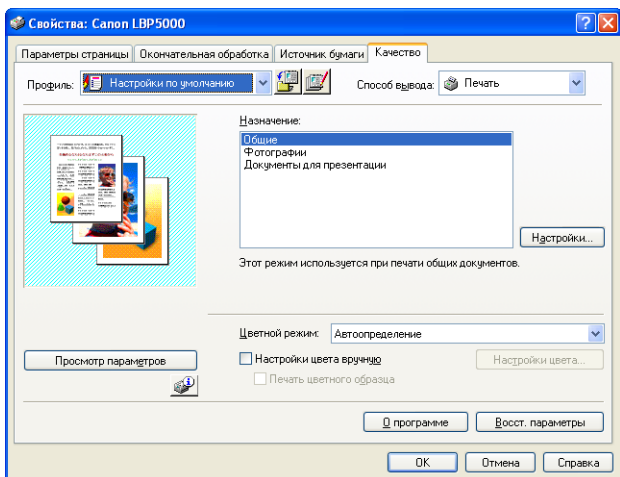 Свойства: Canon LBP5000
Параметры страницы Окончательная обработка Источник бумаги Качество
Профиль: Настройки по умолчанию Способ вывода: Печать
Назначение:
Общие
Фотографии
Документы для презентации
Настройки...
Этот режим используется при печати общих документов.
Цветной режим: Автоопределение
Просмотр параметров Настройки цвета вручную Настройки цвета...
Печать цветного образца
О программе Восст. параметры
OK Отмена Справка